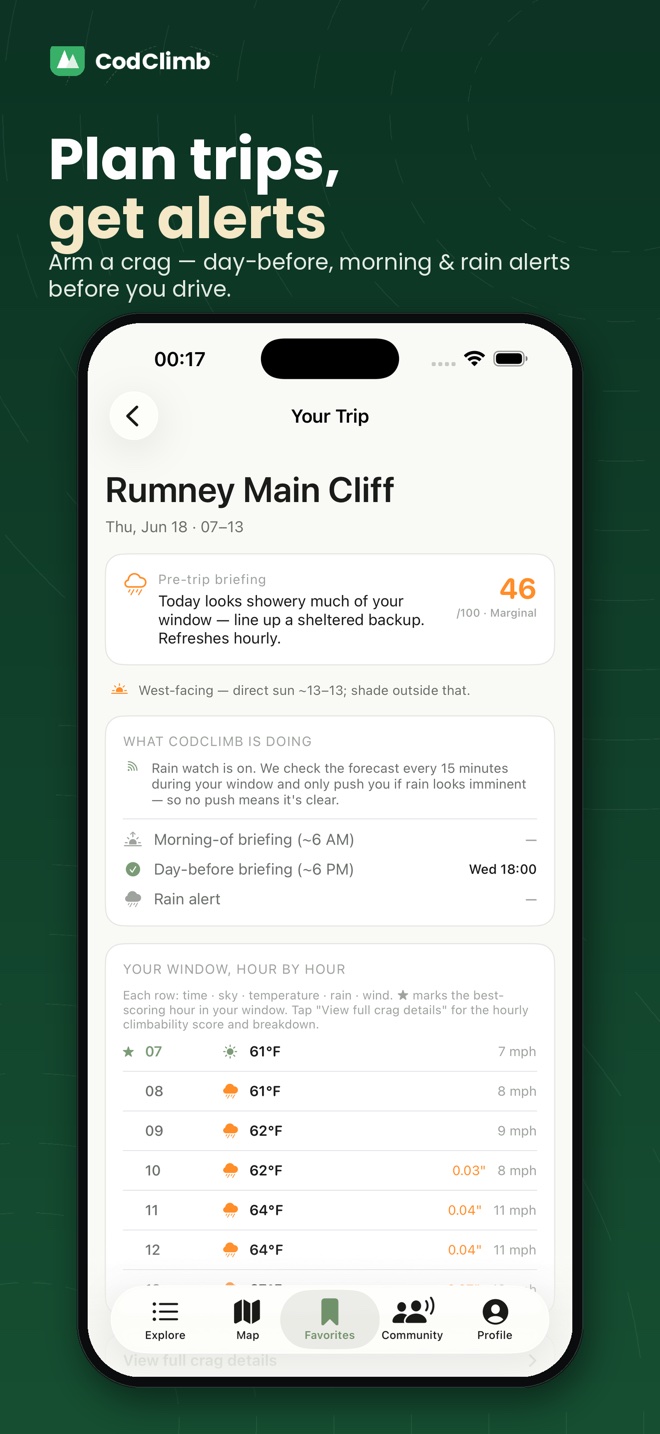 CodClimb
Plan trips,
get alerts
Arm a crag — day-before, morning & rain alerts
before you drive.
00:17
Your Trip
Rumney Main Cliff
Thu, Jun 18 · 07–13
Pre-trip briefing
Today looks showery much of your
window — line up a sheltered backup.
Refreshes hourly.
46
/100 · Marginal
West-facing — direct sun ~13–13; shade outside that.
WHAT CODCLIMB IS DOING
Rain watch is on. We check the forecast every 15 minutes
during your window and only push you if rain looks imminent
— so no push means it's clear.
Morning-of briefing (~6 AM) —
Day-before briefing (~6 PM) Wed 18:00
Rain alert —
YOUR WINDOW, HOUR BY HOUR
Each row: time · sky · temperature · rain · wind. ★ marks the best-
scoring hour in your window. Tap "View full crag details" for the hourly
climbability score and breakdown.
★ 07 61°F 7 mph
08 61°F 8 mph
09 62°F 9 mph
10 62°F 0.03" 8 mph
11 64°F 0.04" 11 mph
12 64°F 0.04" 11 mph
Explore Map Favorites Community Profile
View full crag details